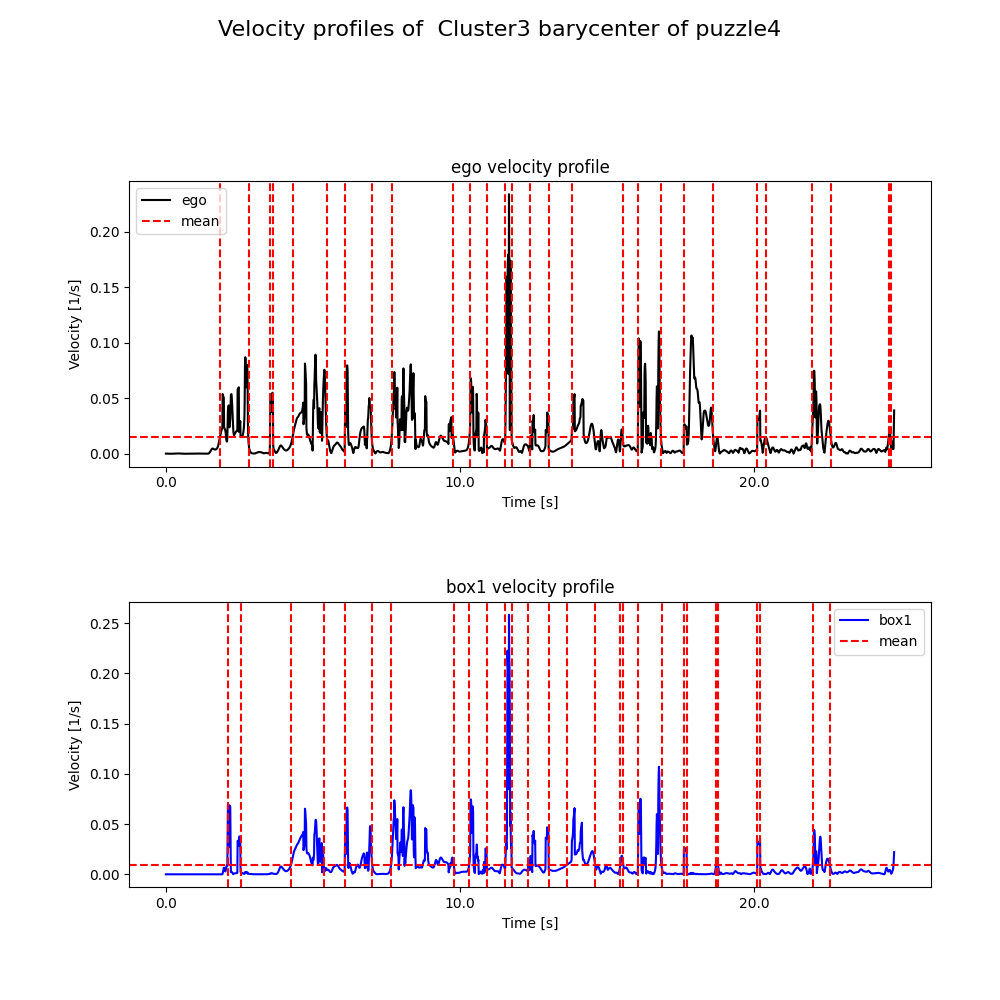 Velocity profiles of  Cluster3 barycenter of puzzle4
ego velocity profile
ego
mean
0.20
0.15
0.10
0.05
0.00
Velocity [1/s]
0.0 10.0 20.0
Time [s]
box1 velocity profile
box1
mean
0.25
0.20
0.15
0.10
0.05
0.00
Velocity [1/s]
0.0 10.0 20.0
Time [s]